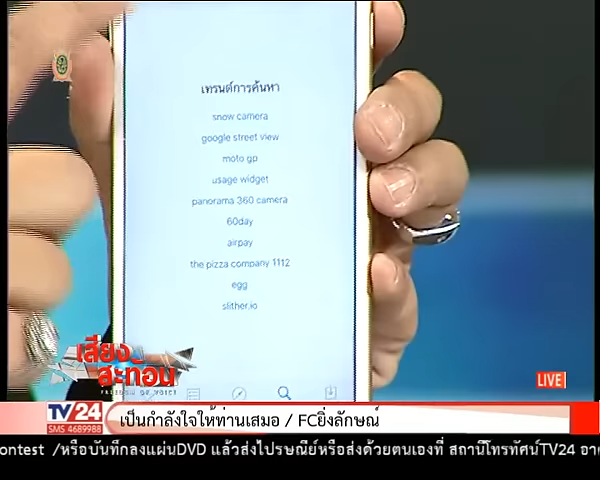 เทรนด์การค้นหา
snow camera
google street view
moto gp
usage widget
panorama 360 camera
60day
airpay
the pizza company 1112
egg
slither.io
เสียง
สะท้อน
FREEDOM OF VOICE
LIVE
TV24
SMS 4689988
เป็นกำลังใจให้ท่านเสมอ / FCยิ่งลักษณ์
ontest /หรือบันทึกลงแผ่นDVD แล้วส่งไปรษณีย์หรือส่งด้วยตนเองที่ สถานีโทรทัศน์TV24 อาค